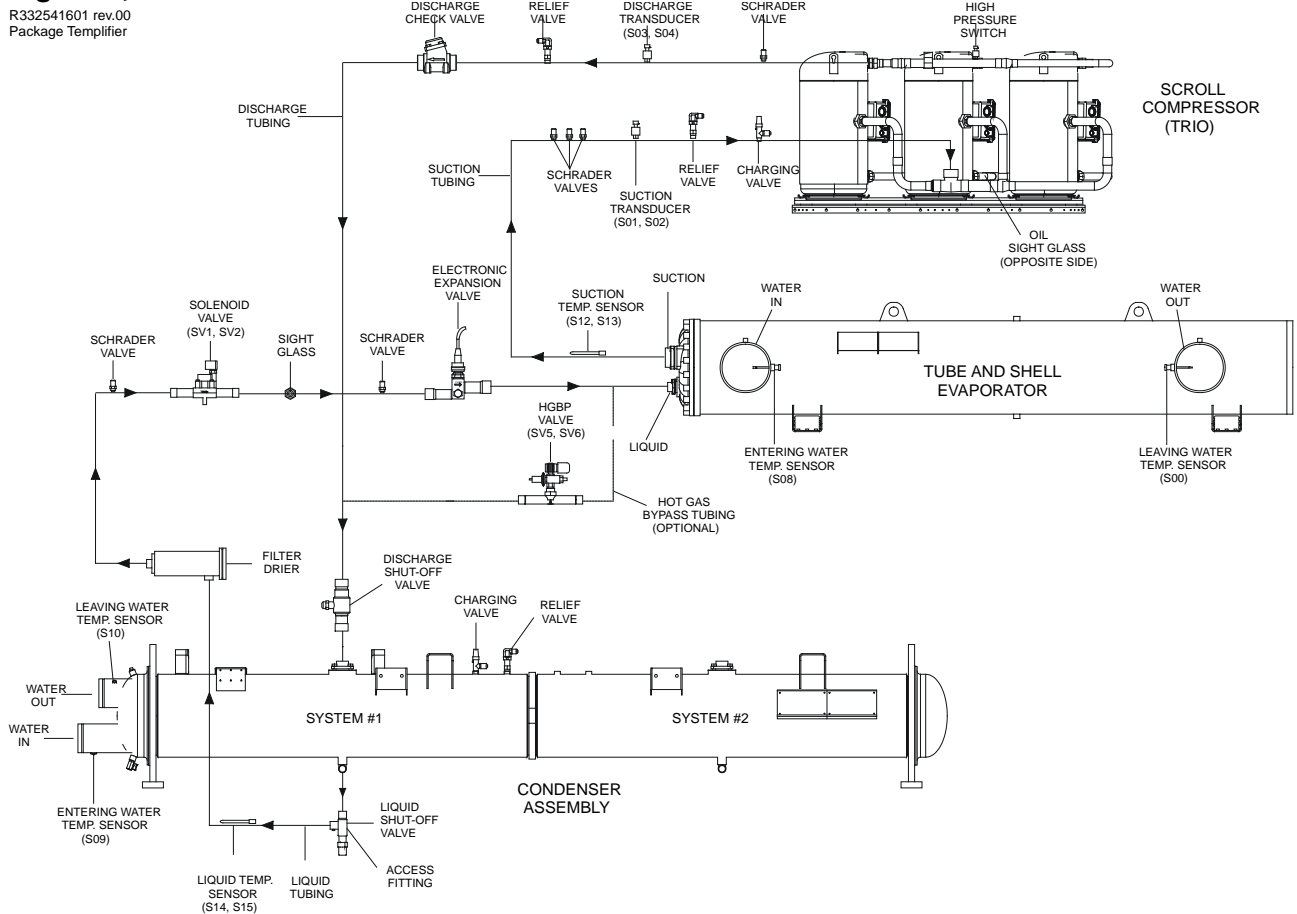 R332541601 rev.00
Package Templifier
DISCHARGE
CHECK VALVE
RELIEF
VALVE
DISCHARGE
TRANSDUCER
(S03, S04)
SCHRADER
VALVE
HIGH
PRESSURE
SWITCH
SCROLL
COMPRESSOR
(TRIO)
DISCHARGE
TUBING
SUCTION
TUBING
SCHRADER
VALVES
SUCTION
TRANSDUCER
(S01, S02)
RELIEF
VALVE
CHARGING
VALVE
OIL
SIGHT GLASS
(OPPOSITE SIDE)
ELECTRONIC
EXPANSION
VALVE
SUCTION
TEMP. SENSOR
(S12, S13)
SUCTION
WATER
IN
WATER
OUT
SOLENOID
VALVE
(SV1, SV2)
SCHRADER
VALVE
SIGHT
GLASS
SCHRADER
VALVE
TUBE AND SHELL
EVAPORATOR
HGBP
VALVE
(SV5, SV6)
LIQUID
ENTERING WATER
TEMP. SENSOR
(S08)
LEAVING WATER
TEMP. SENSOR
(S00)
HOT GAS
BYPASS TUBING
(OPTIONAL)
FILTER
DRIER
DISCHARGE
SHUT-OFF
VALVE
CHARGING
VALVE
RELIEF
VALVE
LEAVING WATER
TEMP. SENSOR
(S10)
WATER
OUT
WATER
IN
SYSTEM #1
SYSTEM #2
CONDENSER
ASSEMBLY
ENTERING WATER
TEMP. SENSOR
(S09)
LIQUID
SHUT-OFF
VALVE
ACCESS
FITTING
LIQUID TEMP.
SENSOR
(S14, S15)
LIQUID
TUBING